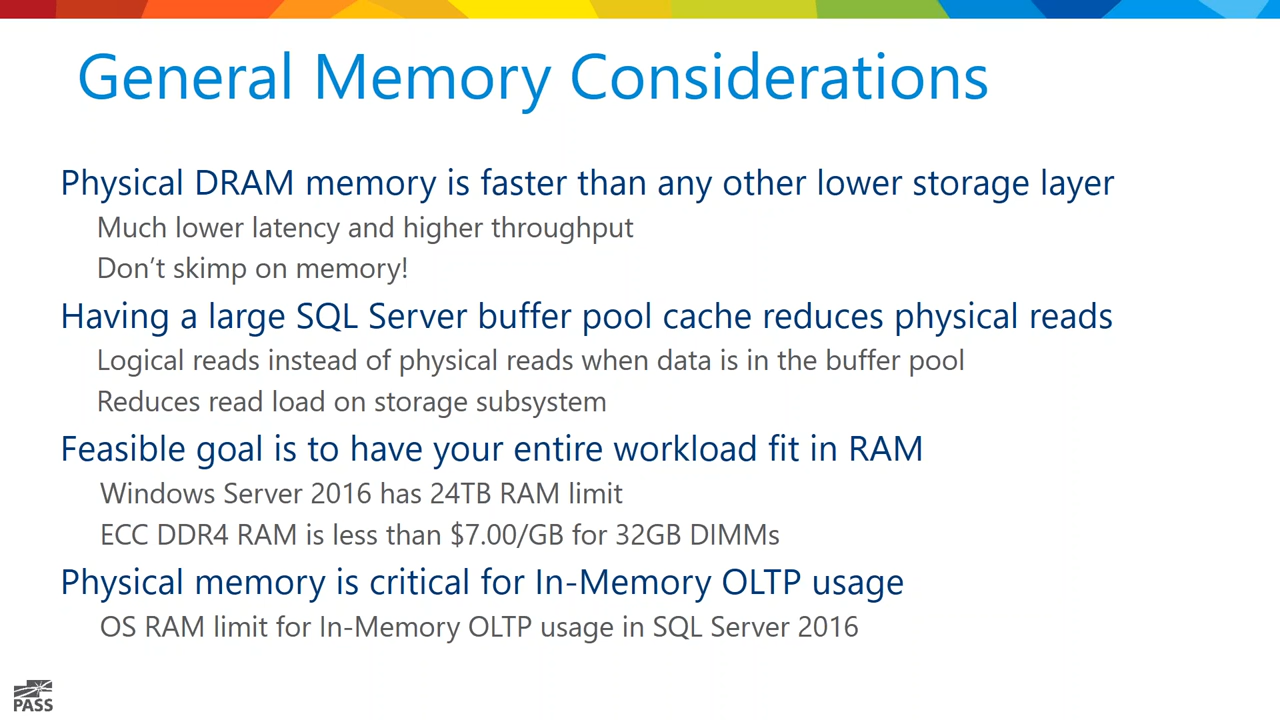 General Memory Considerations
Physical DRAM memory is faster than any other lower storage layer
Much lower latency and higher throughput
Don’t skimp on memory!
Having a large SQL Server buffer pool cache reduces physical reads
Logical reads instead of physical reads when data is in the buffer pool
Reduces read load on storage subsystem
Feasible goal is to have your entire workload fit in RAM
Windows Server 2016 has 24TB RAM limit
ECC DDR4 RAM is less than $7.00/GB for 32GB DIMMs
Physical memory is critical for In-Memory OLTP usage
OS RAM limit for In-Memory OLTP usage in SQL Server 2016
PASS